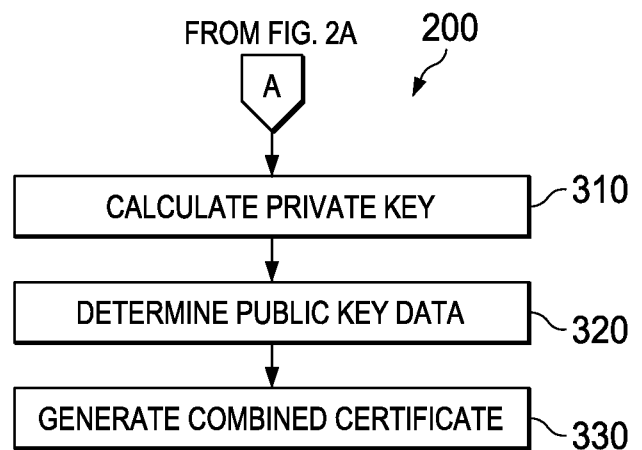 FROM FIG. 2A
200
A
CALCULATE PRIVATE KEY
310
DETERMINE PUBLIC KEY DATA
320
GENERATE COMBINED CERTIFICATE
330